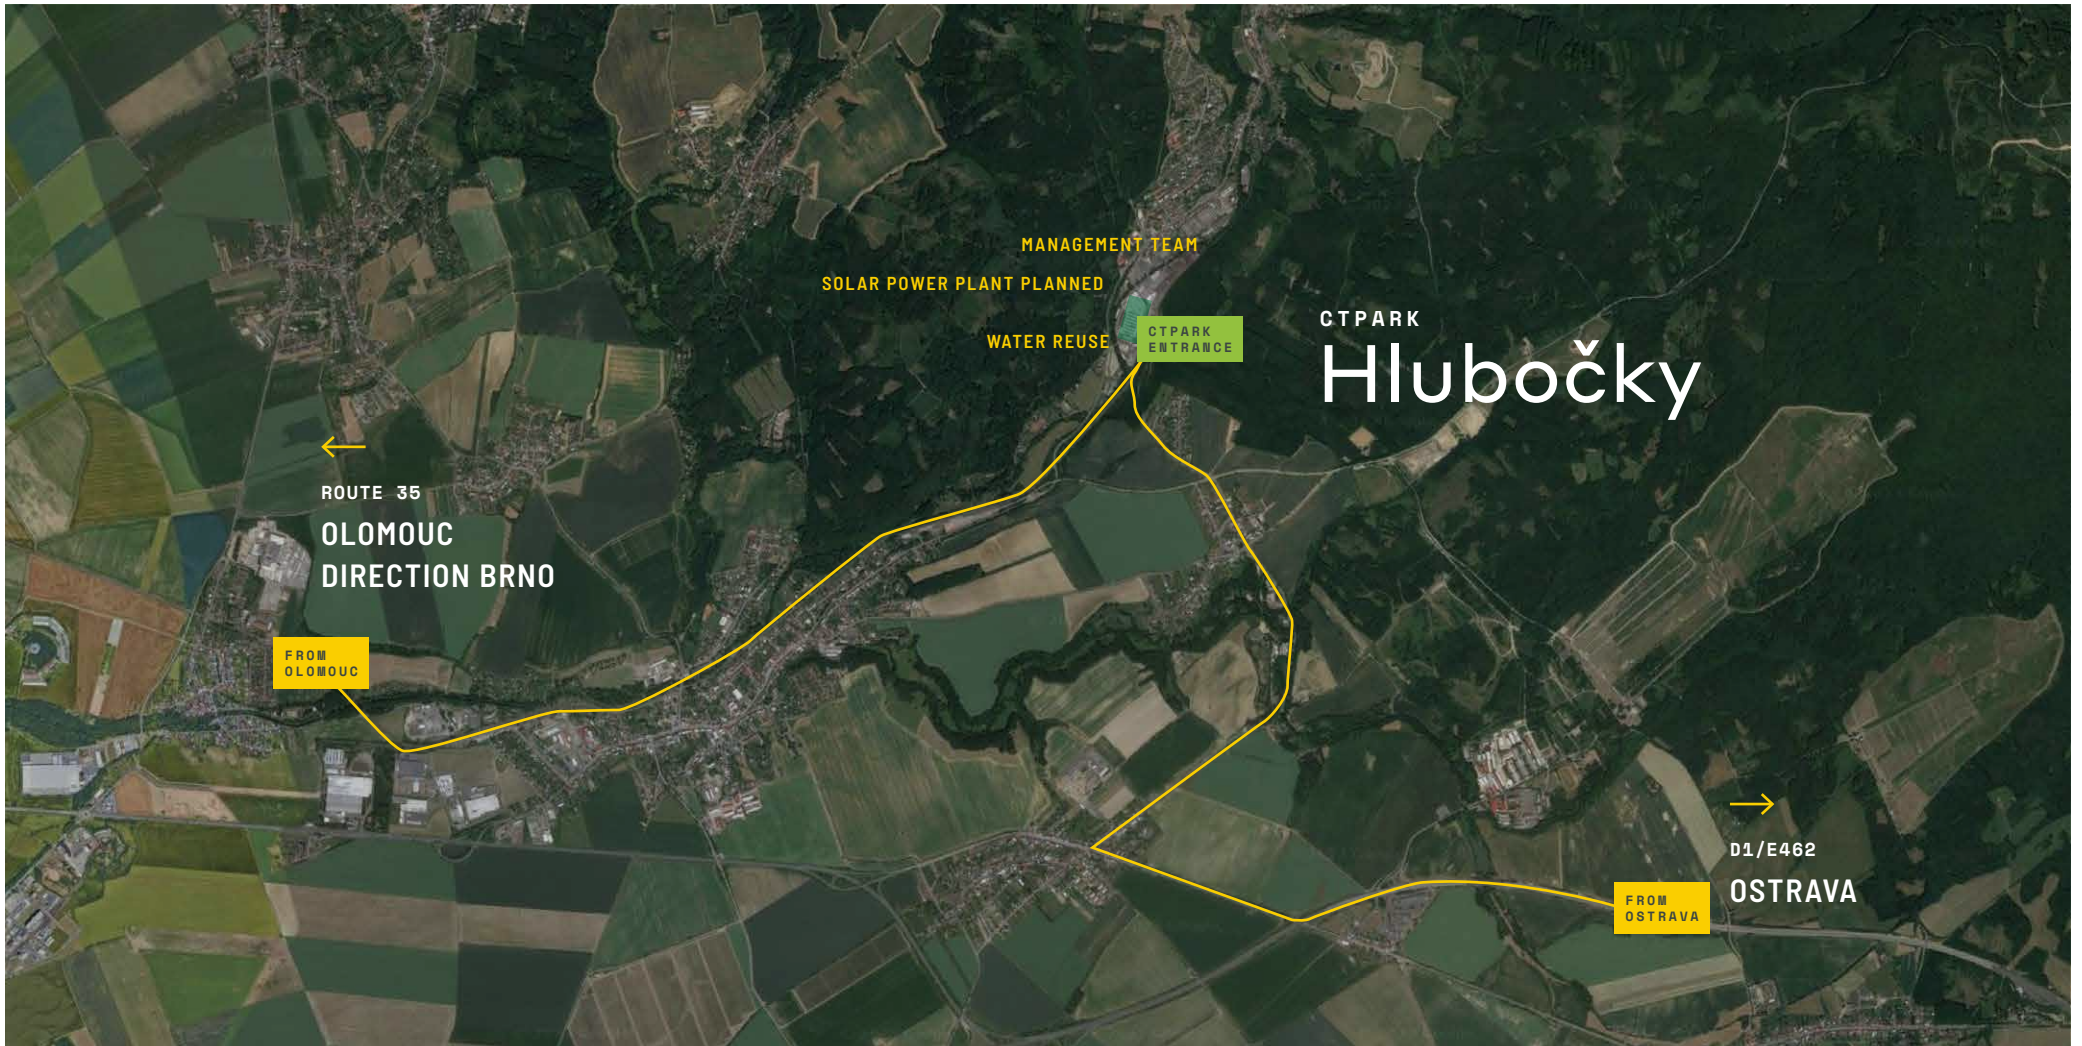 MANAGEMENT TEAM
SOLAR POWER PLANT PLANNED
WATER REUSE
CTPARK
ENTRANCE
CTPARK
Hlubočky
ROUTE 35
OLOMOUC
DIRECTION BRNO
FROM
OLOMOUC
D1/E462
OSTRAVA
FROM
OSTRAVA